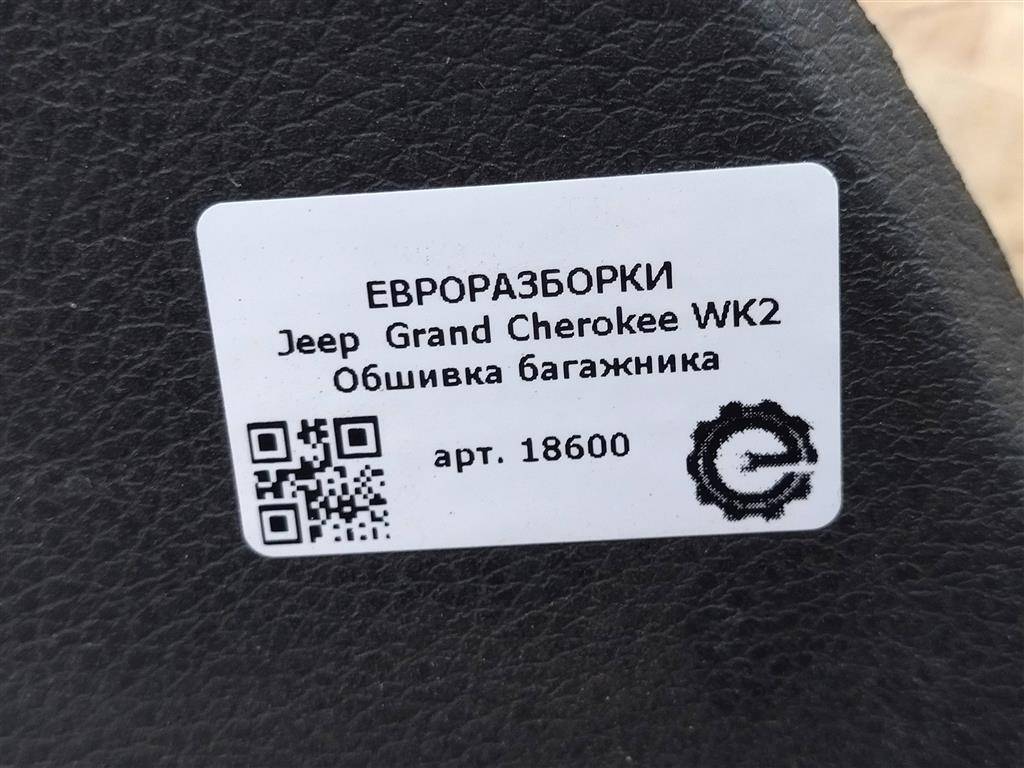 ЕВРОРАЗБОРКИ
Jeep Grand Cherokee WK2
Обшивка багажника
арт. 18600